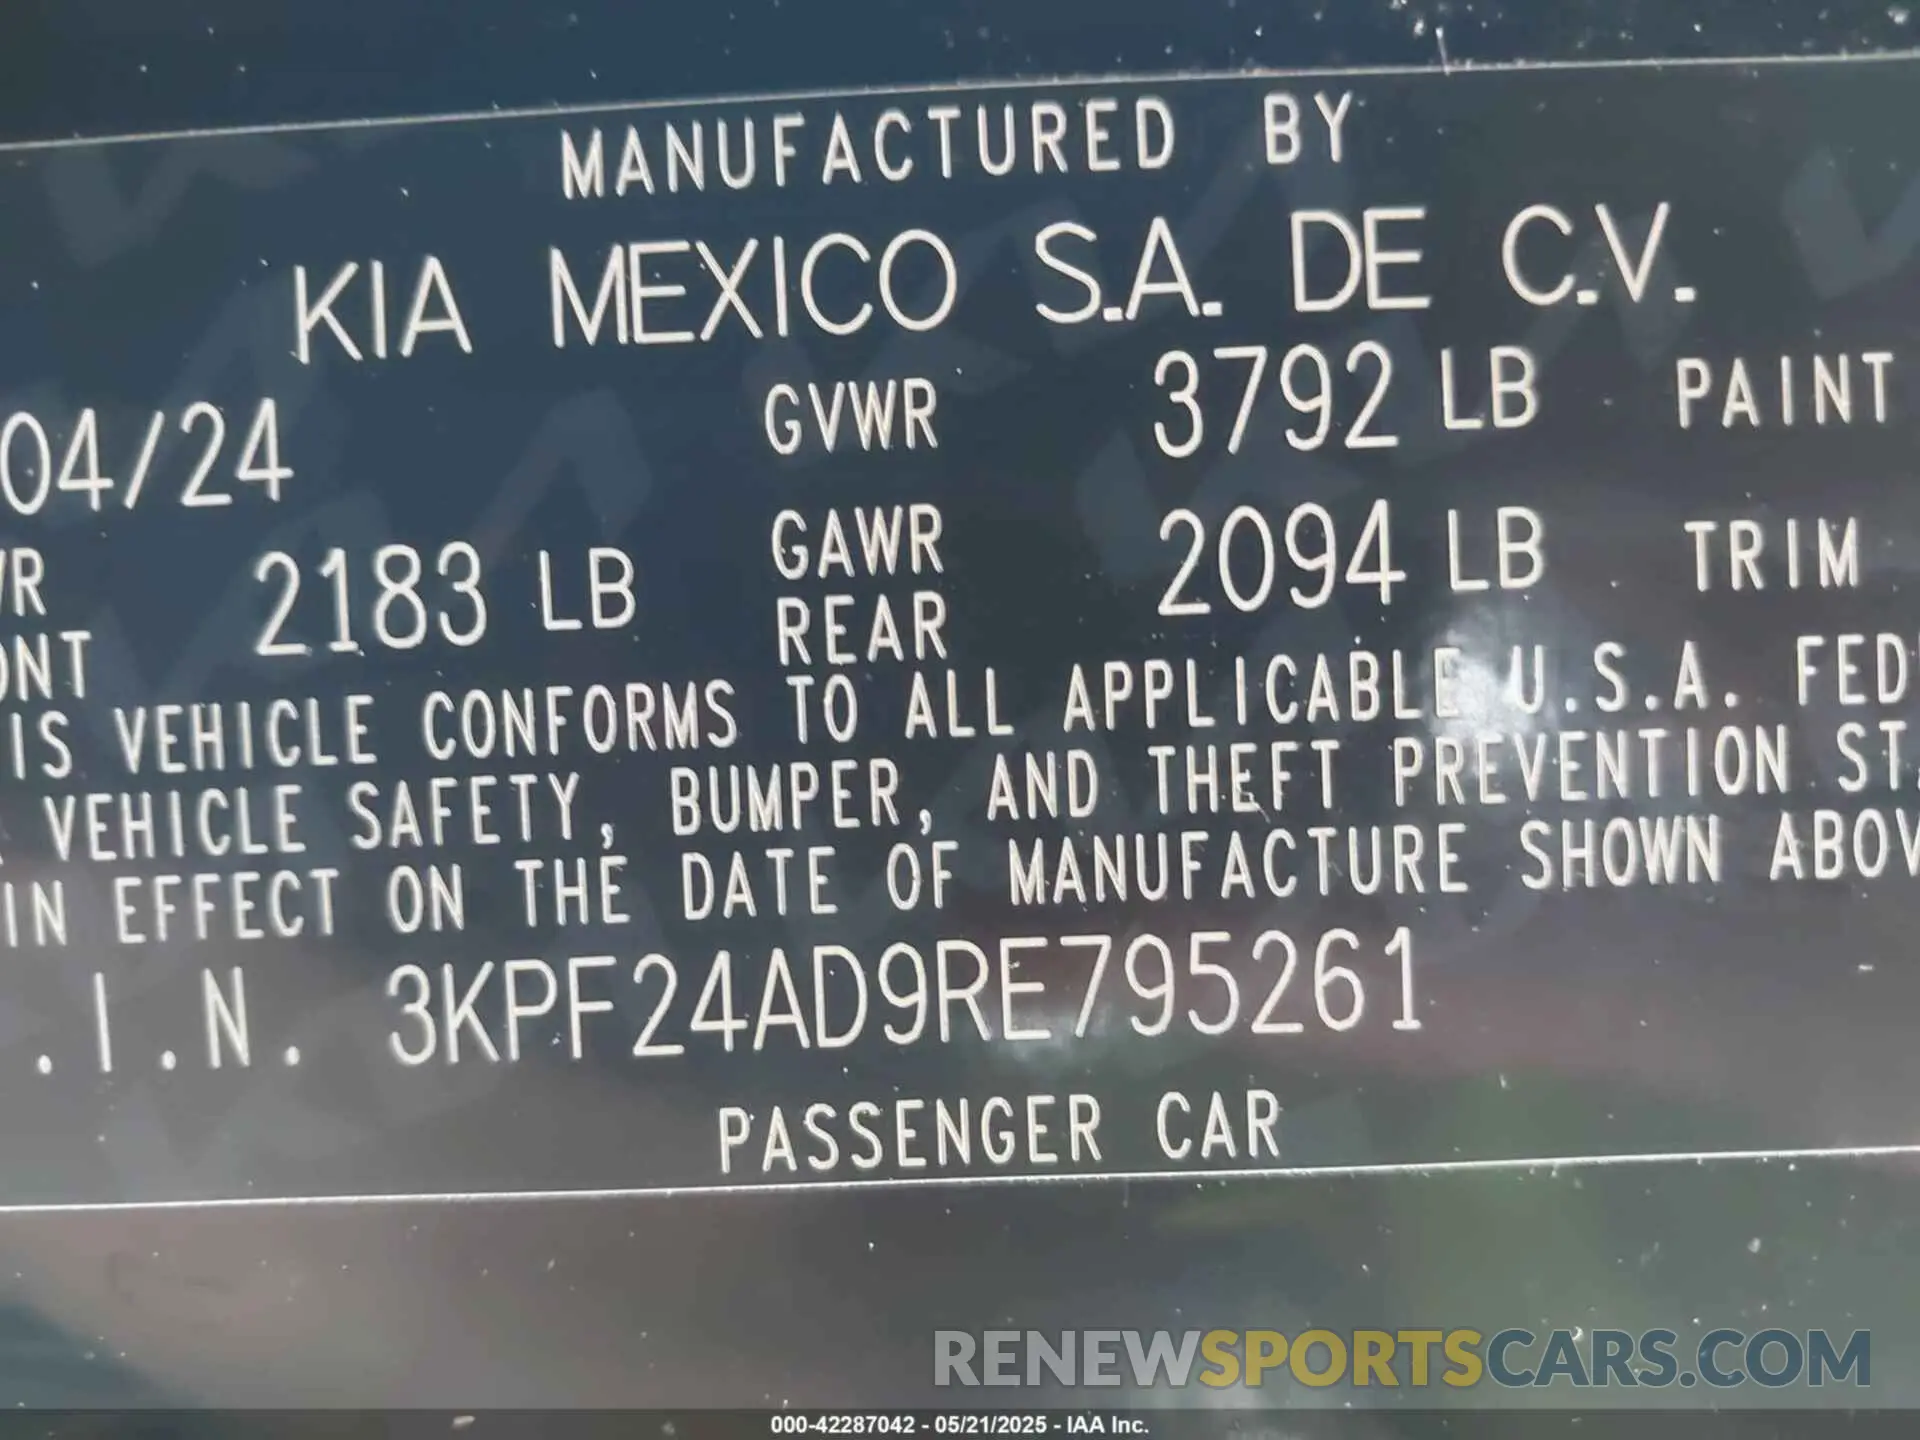 MANUFACTURED BY
KIA MEXICO S.A. DE C.V.
04/24 GVWR 3792 LB PAINT
2183 LB GAWR REAR 2094 LB TRIM
IS VEHICLE CONFORMS TO ALL APPLICABLE U.S.A. FED
VEHICLE SAFETY, BUMPER, AND THEFT PREVENTION ST
IN EFFECT ON THE DATE OF MANUFACTURE SHOWN ABOV
.I.N. 3KPF24AD9RE795261
PASSENGER CAR
RENEWSPORTSCARS.COM
000-42287042 - 05/21/2025 - IAA Inc.